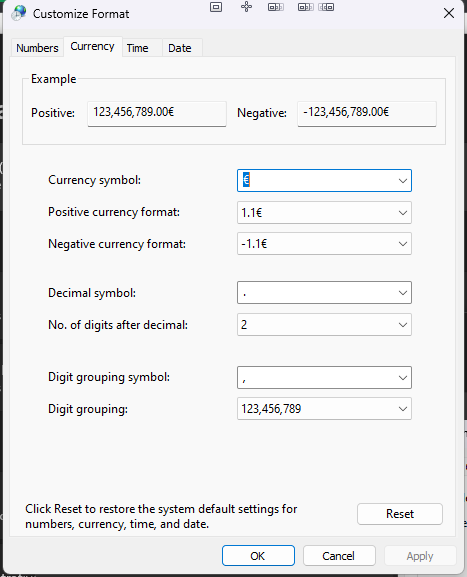 Customize Format
Numbers Currency Time Date
Example
Positive: 123,456,789.00€ Negative: -123,456,789.00€
Currency symbol: €
Positive currency format: 1.1€
Negative currency format: -1.1€
Decimal symbol: .
No. of digits after decimal: 2
Digit grouping symbol: ,
Digit grouping: 123,456,789
Click Reset to restore the system default settings for
numbers, currency, time, and date.
Reset
OK Cancel Apply